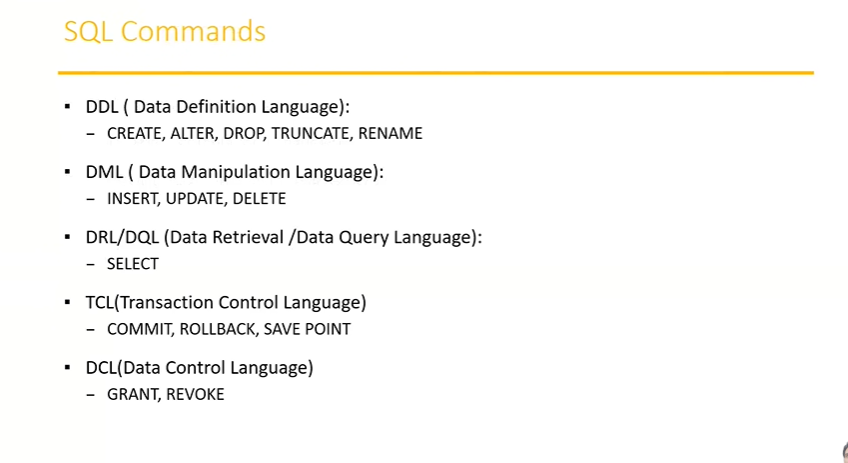 SQL Commands
▪ DDL ( Data Definition Language):
– CREATE, ALTER, DROP, TRUNCATE, RENAME
▪ DML ( Data Manipulation Language):
– INSERT, UPDATE, DELETE
▪ DRL/DQL (Data Retrieval /Data Query Language):
– SELECT
▪ TCL(Transaction Control Language)
– COMMIT, ROLLBACK, SAVE POINT
▪ DCL(Data Control Language)
– GRANT, REVOKE